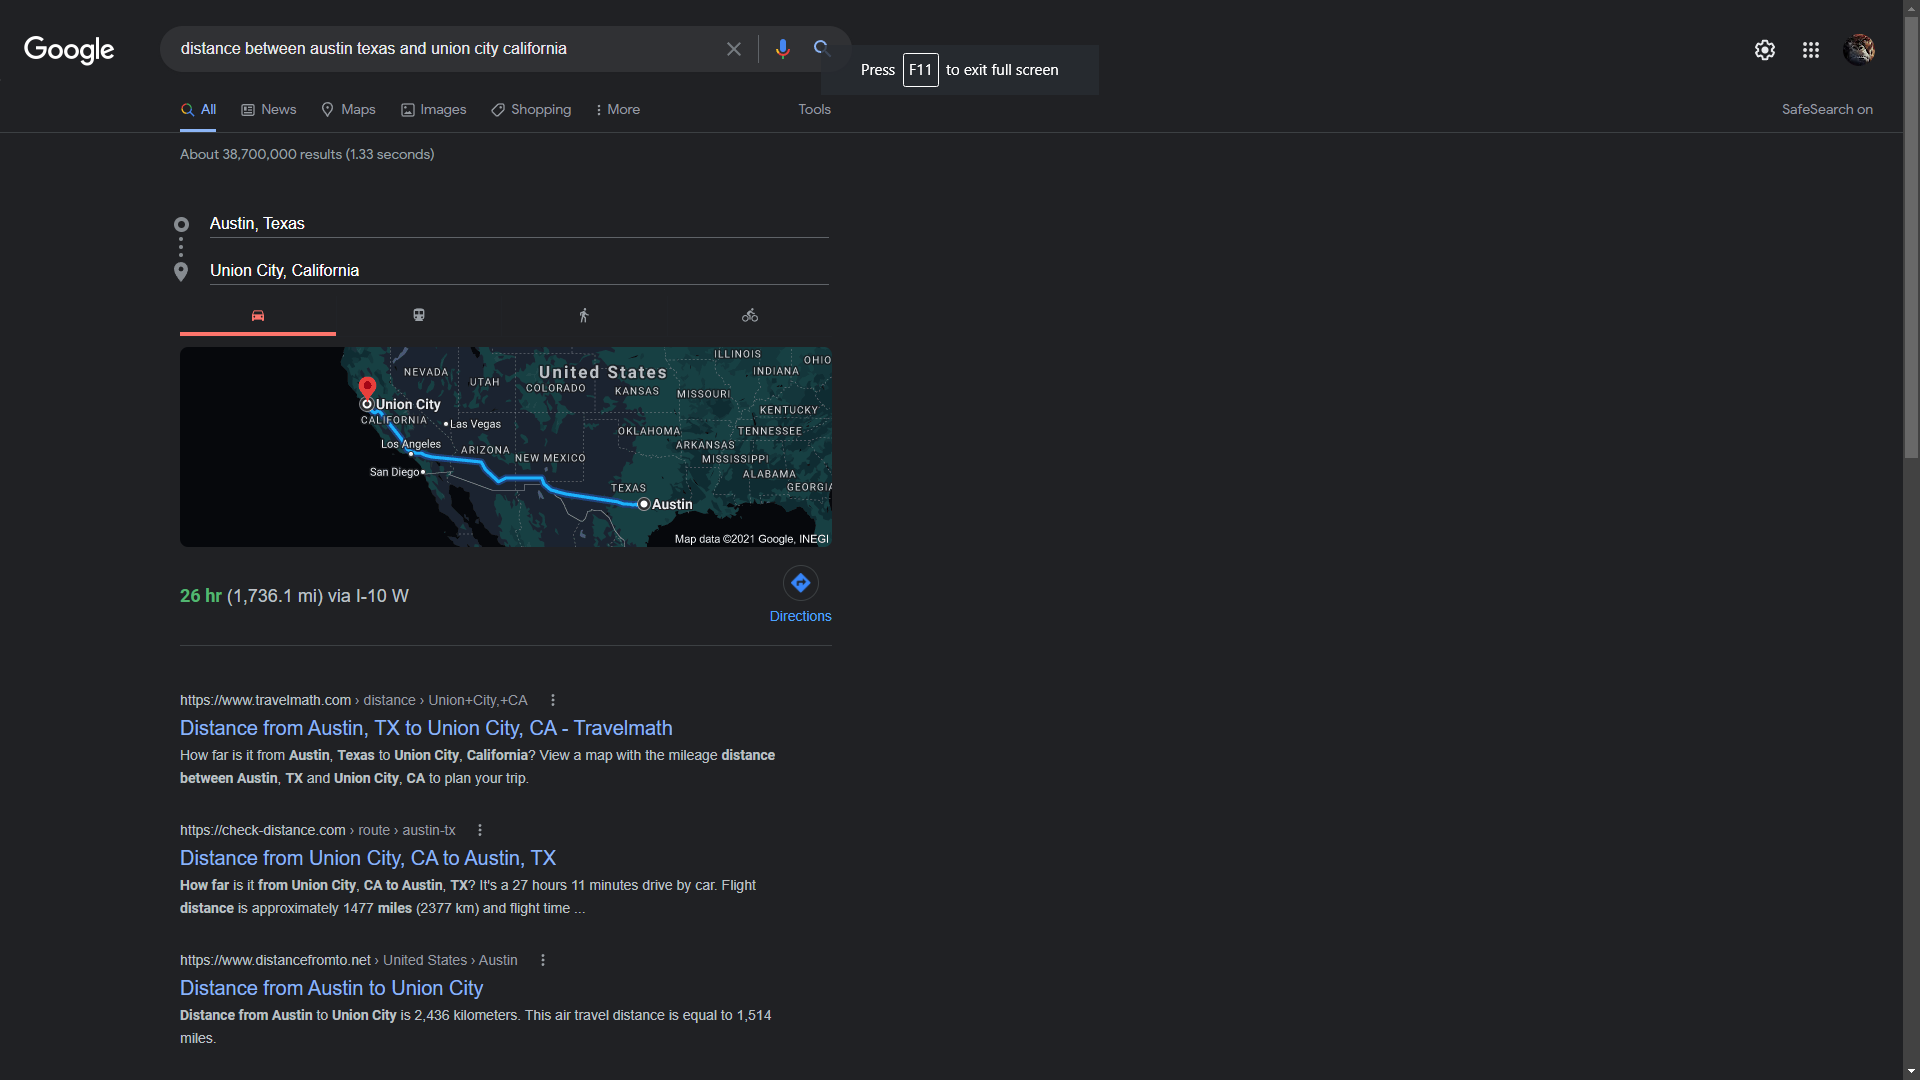 Google
distance between austin texas and union city california
Press F11 to exit full screen
All News Maps Images Shopping More Tools SafeSearch on
About 38,700,000 results (1.33 seconds)
Austin, Texas
Union City, California
ILLINOIS
OHIO
NEVADA
United States
INDIANA
UTAH
COLORADO
KANSAS
MISSOURI
Union City
KENTUCKY
CALIFORNIA
Las Vegas
OKLAHOMA
TENNESSEE
Los Angeles
ARIZONA
ARKANSAS
NEW MEXICO
MISSISSIPPI
San Diego
ALABAMA
TEXAS
GEORGIA
Austin
Map data ©2021 Google, INEGI
26 hr (1,736.1 mi) via I-10 W
Directions
https://www.travelmath.com › distance › Union+City,+CA
Distance from Austin, TX to Union City, CA - Travelmath
How far is it from Austin, Texas to Union City, California? View a map with the mileage distance
between Austin, TX and Union City, CA to plan your trip.
https://check-distance.com › route › austin-tx
Distance from Union City, CA to Austin, TX
How far is it from Union City, CA to Austin, TX? It's a 27 hours 11 minutes drive by car. Flight
distance is approximately 1477 miles (2377 km) and flight time ...
https://www.distancefromto.net › United States › Austin
Distance from Austin to Union City
Distance from Austin to Union City is 2,436 kilometers. This air travel distance is equal to 1,514
miles.